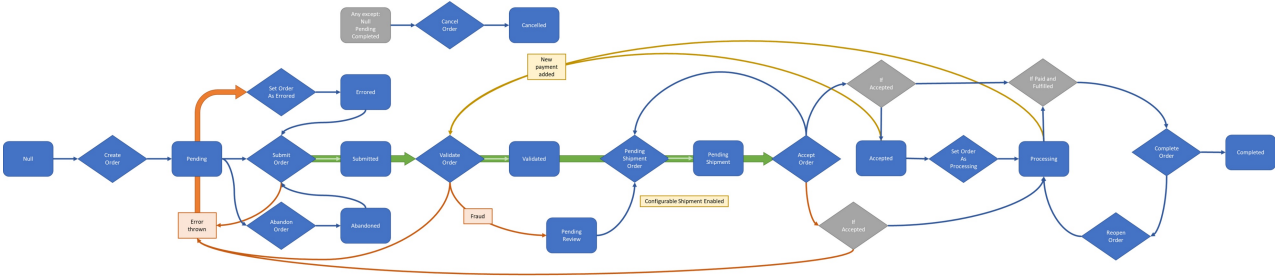 Any except:
Null
Pending
Completed
Cancel
Order
Cancelled
New
payment
added
Set Order
As Errored
Errored
If
Accepted
If Paid and
Fulfilled
Null
Create
Order
Pending
Submit
Order
Submitted
Validate
Order
Validated
Pending
Shipment
Order
Pending
Shipment
Accept
Order
Accepted
Set Order
As
Processing
Processing
Complete
Order
Completed
Configurable Shipment Enabled
Error
thrown
Abandon
Order
Abandoned
Fraud
Pending
Review
If
Accepted
Reopen
Order